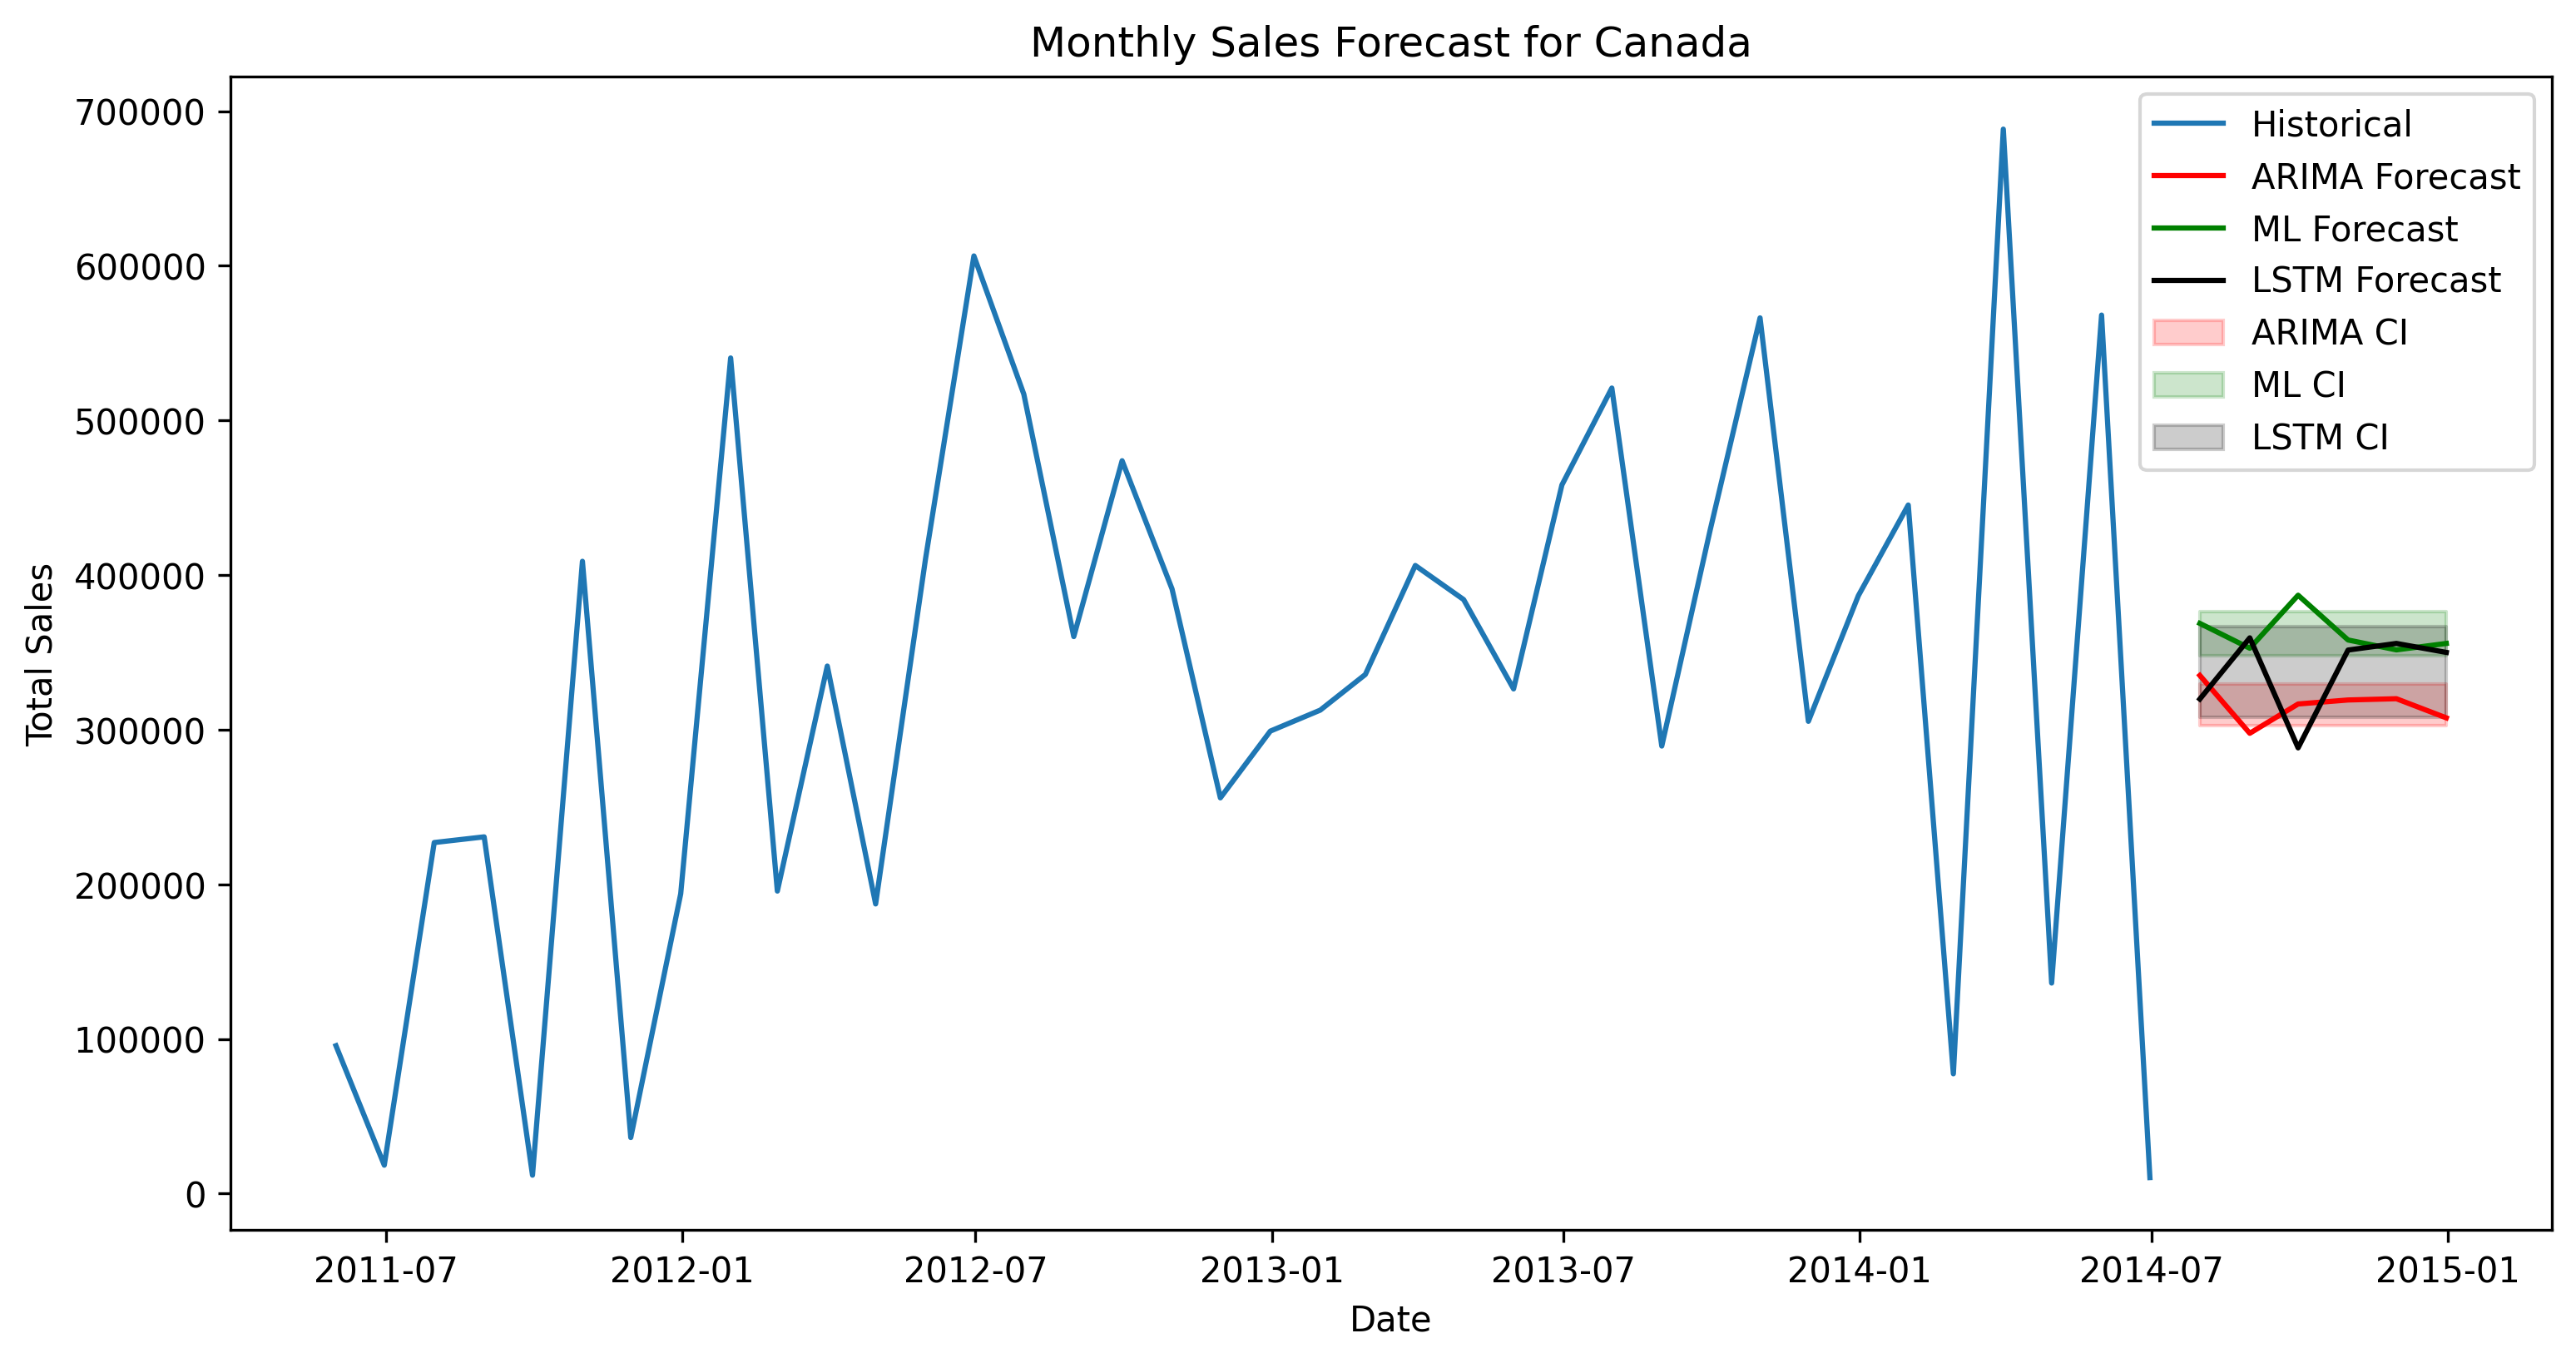 Monthly Sales Forecast for Canada
700000
600000
500000
400000
300000
200000
100000
0
Total Sales
Historical
ARIMA Forecast
ML Forecast
LSTM Forecast
ARIMA CI
ML CI
LSTM CI
2011-07
2012-01
2012-07
2013-01
2013-07
2014-01
2014-07
2015-01
Date